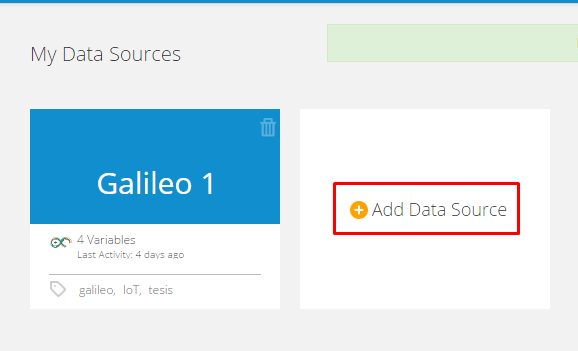 My Data Sources
Galileo 1
4 Variables
Last Activity: 4 days ago
galileo, IoT, tesis
Add Data Source